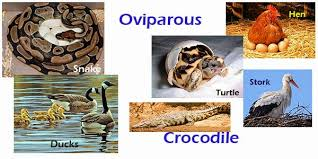 Oviparous
Hen
Snake
Turtle
Stork
Ducks
Crocodile